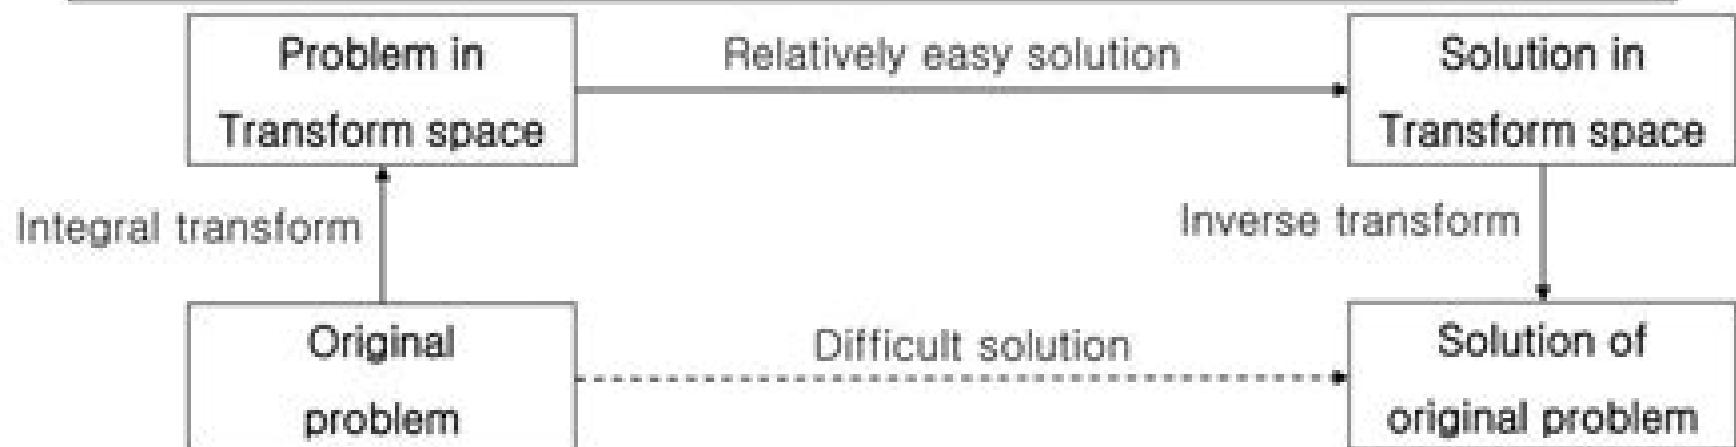 Problem in
Transform space
Relatively easy solution
Solution in
Transform space
Integral transform
Inverse transform
Original
problem
Difficult solution
Solution of
original problem